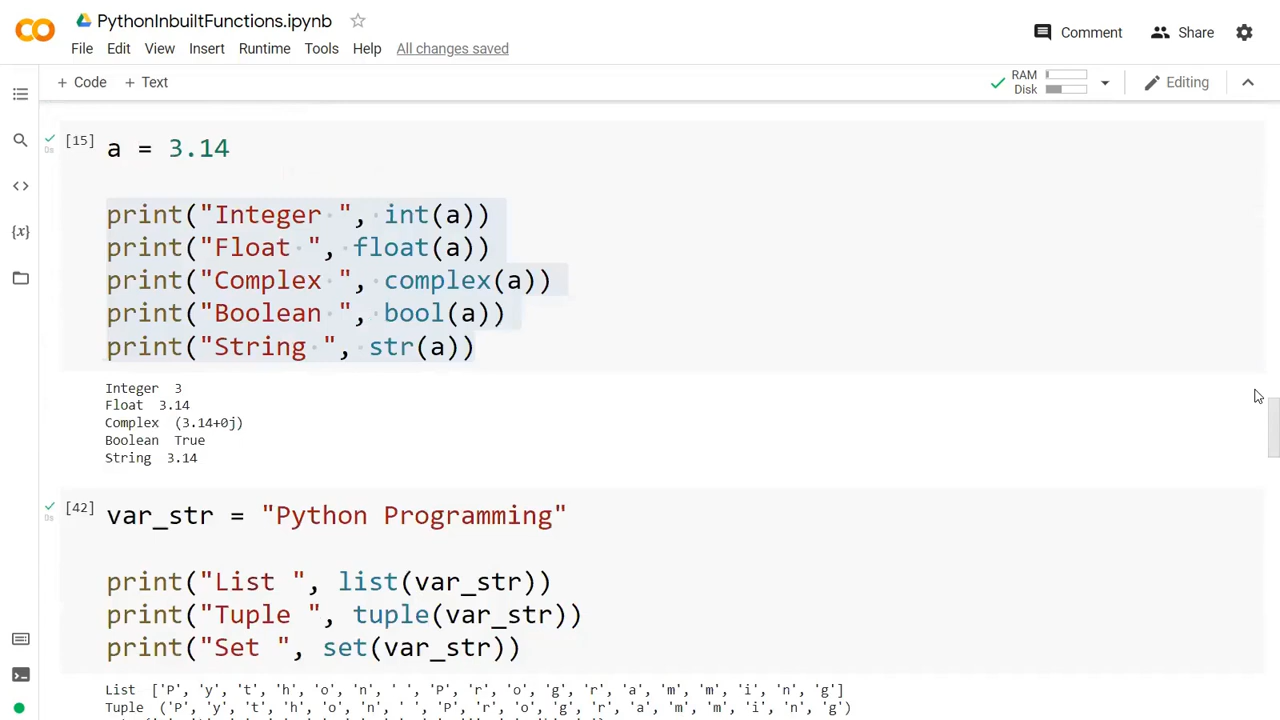 PythonInbuiltFunctions.ipynb
File Edit View Insert Runtime Tools Help All changes saved
Comment Share
+ Code + Text
RAM
Disk
Editing
[15] a = 3.14
print("Integer ", int(a))
print("Float ", float(a))
print("Complex ", complex(a))
print("Boolean ", bool(a))
print("String ", str(a))
Integer  3
Float  3.14
Complex  (3.14+0j)
Boolean  True
String  3.14
[42] var_str = "Python Programming"
print("List ", list(var_str))
print("Tuple ", tuple(var_str))
print("Set ", set(var_str))
List  ['P', 'y', 't', 'h', 'o', 'n', ' ', 'P', 'r', 'o', 'g', 'r', 'a', 'm', 'm', 'i', 'n', 'g']
Tuple  ('P', 'y', 't', 'h', 'o', 'n', ' ', 'P', 'r', 'o', 'g', 'r', 'a', 'm', 'm', 'i', 'n', 'g')